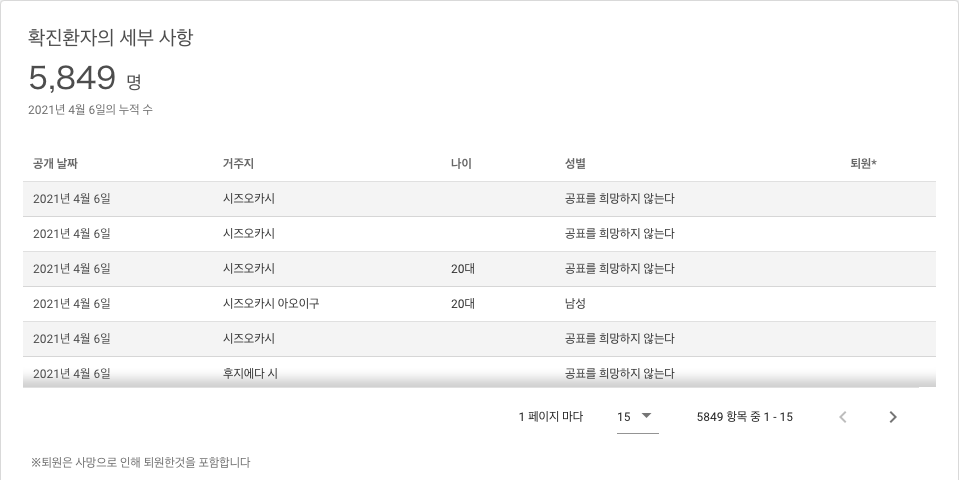 확진환자의 세부 사항
5,849 명
2021년 4월 6일의 누적 수
공개 날짜 거주지 나이 성별 퇴원*
2021년 4월 6일 시즈오카시 공표를 희망하지 않는다
2021년 4월 6일 시즈오카시 공표를 희망하지 않는다
2021년 4월 6일 시즈오카시 20대 공표를 희망하지 않는다
2021년 4월 6일 시즈오카시 아오이구 20대 남성
2021년 4월 6일 시즈오카시 공표를 희망하지 않는다
2021년 4월 6일 후지에다 시 공표를 희망하지 않는다
1 페이지 마다 15 5849 항목 중 1 - 15
※퇴원은 사망으로 인해 퇴원한것을 포함합니다